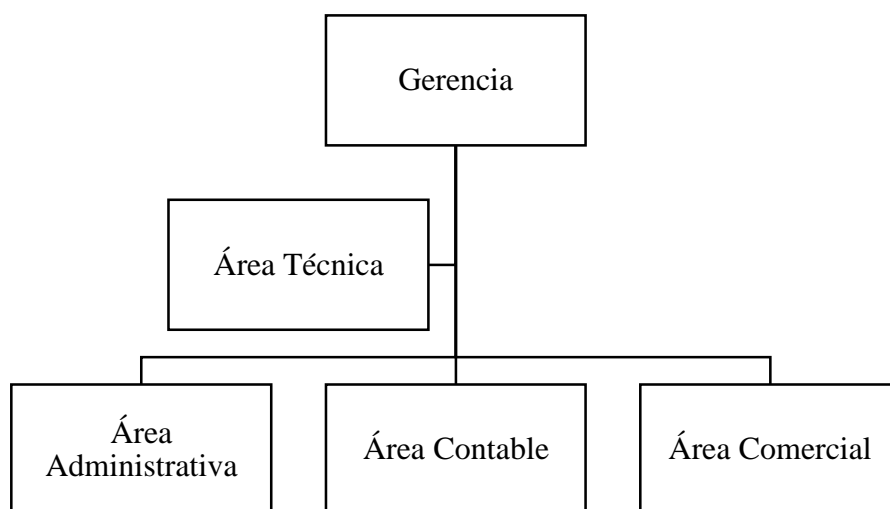 Gerencia
Área Técnica
Área
Administrativa
Área Contable
Área Comercial